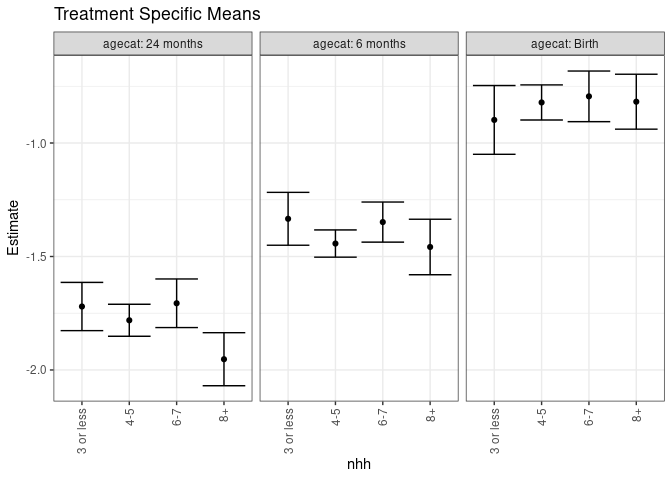 Treatment Specific Means
agecat: 24 months
agecat: 6 months
agecat: Birth
Estimate
-1.0
-1.5
-2.0
3 or less
4-5
6-7
8+
3 or less
4-5
6-7
8+
3 or less
4-5
6-7
8+
nhh